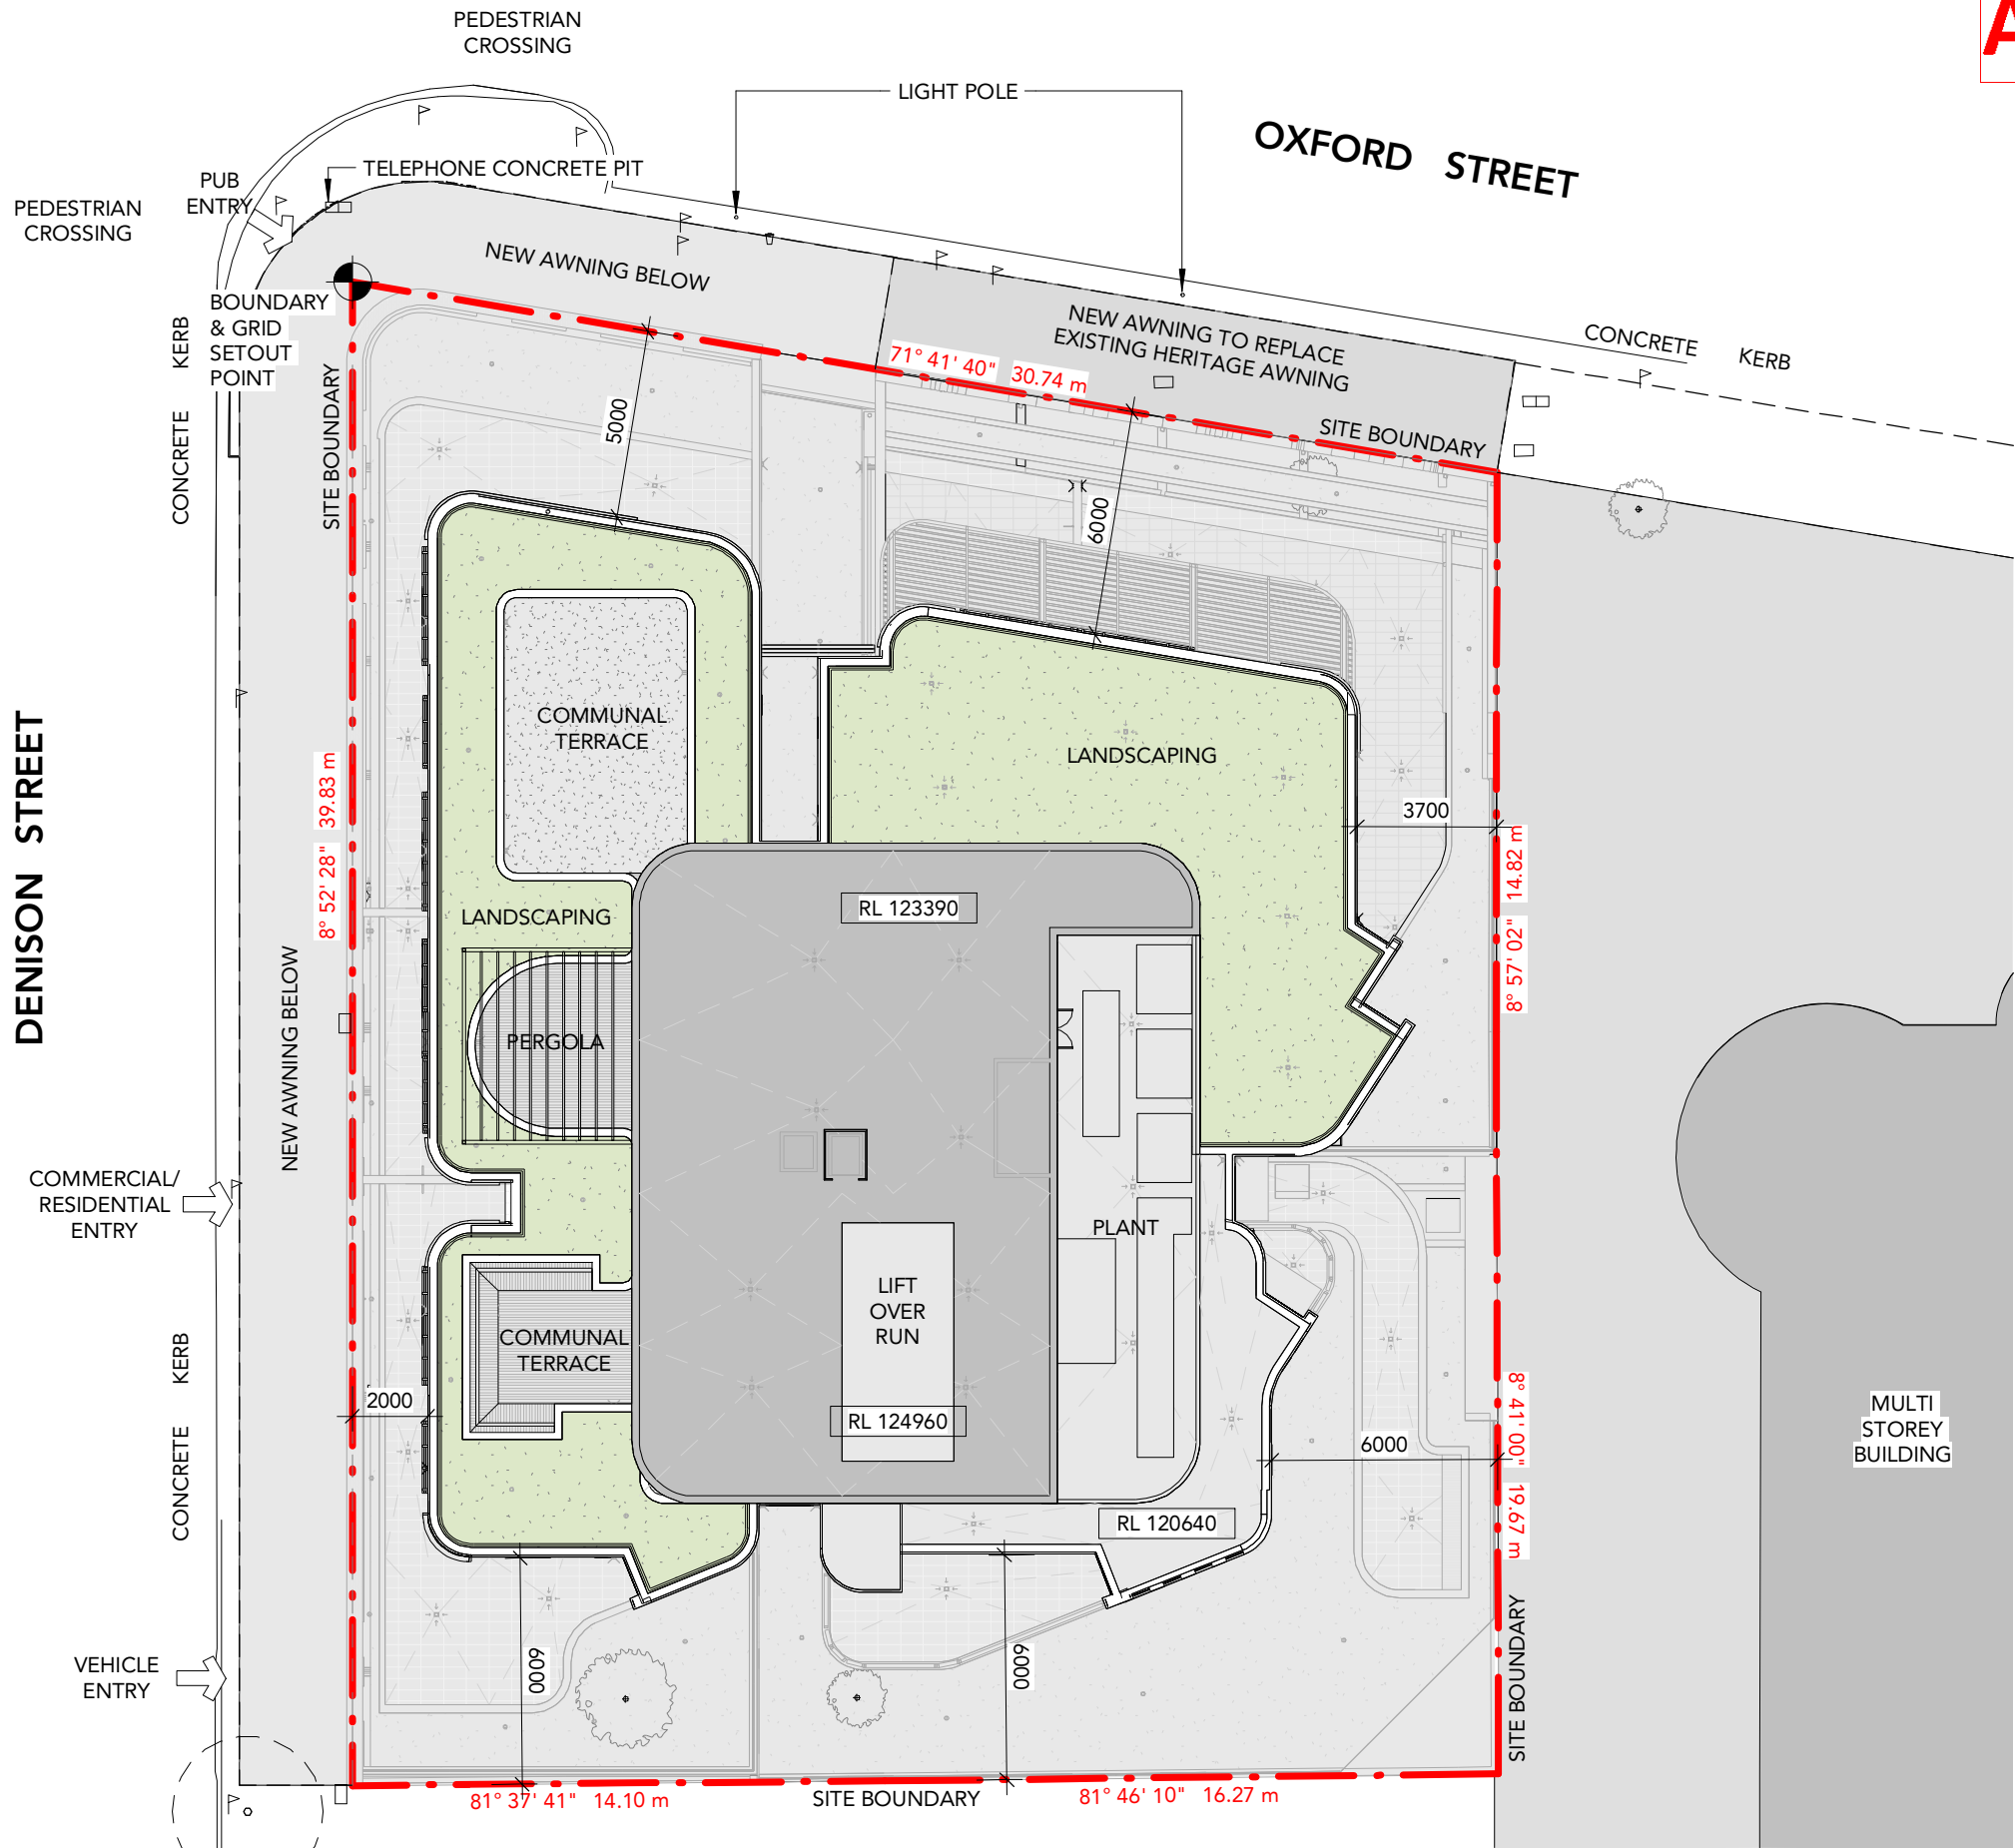 PEDESTRIAN
CROSSING
A
LIGHT POLE
OXFORD STREET
TELEPHONE CONCRETE PIT
PUB
ENTRY
PEDESTRIAN
CROSSING
NEW AWNING BELOW
BOUNDARY
& GRID
SETOUT
POINT
CONCRETE KERB
SITE BOUNDARY
NEW AWNING TO REPLACE
EXISTING HERITAGE AWNING
71° 41' 40" 30.74 m
CONCRETE KERB
SITE BOUNDARY
5000
6000
COMMUNAL
TERRACE
LANDSCAPING
3700
DENISON STREET
8° 52' 28" 39.83 m
8° 57' 02" 14.82 m
LANDSCAPING
RL 123390
NEW AWNING BELOW
PERGOLA
COMMERCIAL/
RESIDENTIAL
ENTRY
PLANT
LIFT
OVER
RUN
COMMUNAL
TERRACE
2000
RL 124960
6000
8° 41' 00" 19.67 m
MULTI
STOREY
BUILDING
CONCRETE KERB
RL 120640
VEHICLE
ENTRY
6000
6000
SITE BOUNDARY
81° 37' 41" 14.10 m
SITE BOUNDARY
81° 46' 10" 16.27 m